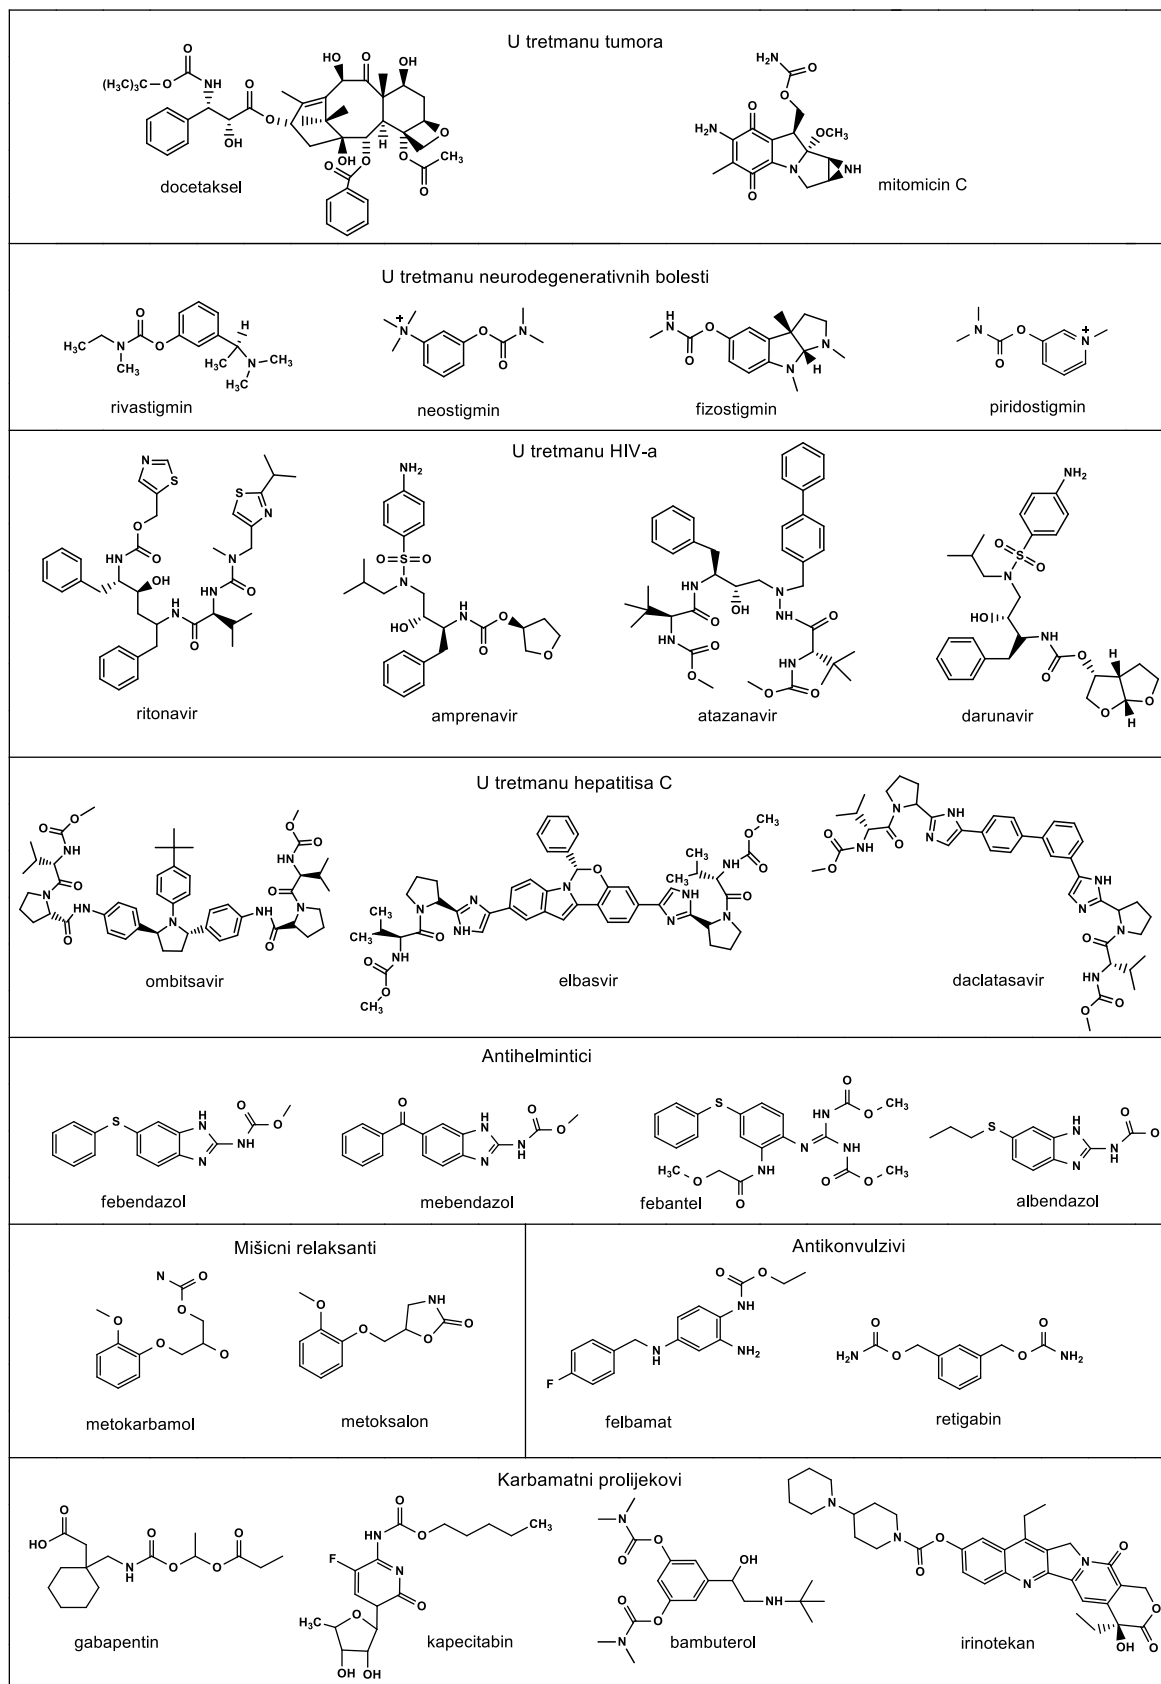 U tretmanu tumora
docetaksel
mitomicin C
U tretmanu neurodegenerativnih bolesti
rivastigmin
neostigmin
fizostigmin
piridostigmin
U tretmanu HIV-a
ritonavir
amprenavir
atazanavir
darunavir
U tretmanu hepatitisa C
ombitsavir
elbasvir
daclatasavir
Antihelmintici
febendazol
mebendazol
febantel
albendazol
Mišicni relaksanti
Antikonvulzivi
metokarbamol
metoksalon
felbamat
retigabin
Karbamatni prolijekovi
gabapentin
kapecitabin
bambuterol
irinotekan